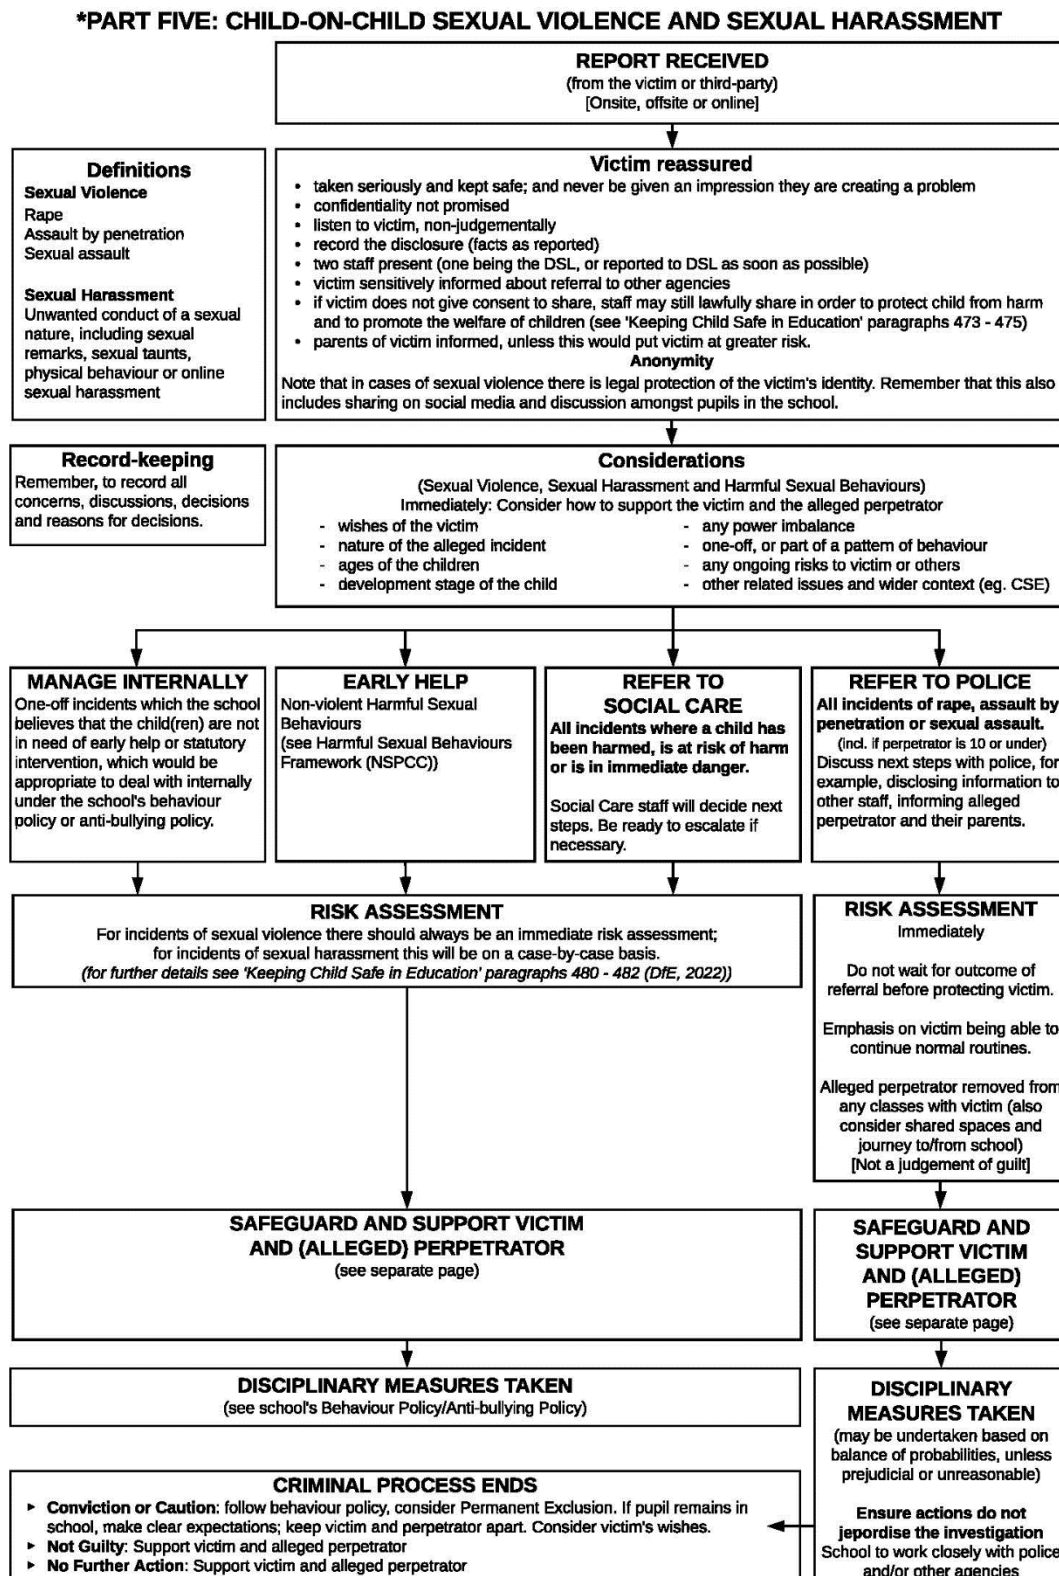 *PART FIVE: CHILD-ON-CHILD SEXUAL VIOLENCE AND SEXUAL HARASSMENT
REPORT RECEIVED
(from the victim or third-party)
[Onsite, offsite or online]
Definitions
Sexual Violence
Rape
Assault by penetration
Sexual assault
Sexual Harassment
Unwanted conduct of a sexual
nature, including sexual
remarks, sexual taunts,
physical behaviour or online
sexual harassment
Victim reassured
• taken seriously and kept safe; and never be given an impression they are creating a problem
• confidentiality not promised
• listen to victim, non-judgementally
• record the disclosure (facts as reported)
• two staff present (one being the DSL, or reported to DSL as soon as possible)
• victim sensitively informed about referral to other agencies
• if victim does not give consent to share, staff may still lawfully share in order to protect child from harm
and to promote the welfare of children (see 'Keeping Child Safe in Education' paragraphs 473 - 475)
• parents of victim informed, unless this would put victim at greater risk.
Anonymity
Note that in cases of sexual violence there is legal protection of the victim's identity. Remember that this also
includes sharing on social media and discussion amongst pupils in the school.
Record-keeping
Remember, to record all
concerns, discussions, decisions
and reasons for decisions.
Considerations
(Sexual Violence, Sexual Harassment and Harmful Sexual Behaviours)
Immediately: Consider how to support the victim and the alleged perpetrator
- wishes of the victim
- nature of the alleged incident
- ages of the children
- development stage of the child
- any power imbalance
- one-off, or part of a pattern of behaviour
- any ongoing risks to victim or others
- other related issues and wider context (eg. CSE)
MANAGE INTERNALLY
One-off incidents which the school
believes that the child(ren) are not
in need of early help or statutory
intervention, which would be
appropriate to deal with internally
under the school's behaviour
policy or anti-bullying policy.
EARLY HELP
Non-violent Harmful Sexual
Behaviours
(see Harmful Sexual Behaviours
Framework (NSPCC))
REFER TO
SOCIAL CARE
All incidents where a child has
been harmed, is at risk of harm
or is in immediate danger.
Social Care staff will decide next
steps. Be ready to escalate if
necessary.
REFER TO POLICE
All incidents of rape, assault by
penetration or sexual assault.
(incl. if perpetrator is 10 or under)
Discuss next steps with police, for
example, disclosing information to
other staff, informing alleged
perpetrator and their parents.
RISK ASSESSMENT
For incidents of sexual violence there should always be an immediate risk assessment;
for incidents of sexual harassment this will be on a case-by-case basis.
(for further details see 'Keeping Child Safe in Education' paragraphs 480 - 482 (DfE, 2022))
RISK ASSESSMENT
Immediately
Do not wait for outcome of
referral before protecting victim.
Emphasis on victim being able to
continue normal routines.
Alleged perpetrator removed from
any classes with victim (also
consider shared spaces and
journey to/from school)
[Not a judgement of guilt]
SAFEGUARD AND SUPPORT VICTIM
AND (ALLEGED) PERPETRATOR
(see separate page)
SAFEGUARD AND
SUPPORT VICTIM
AND (ALLEGED)
PERPETRATOR
(see separate page)
DISCIPLINARY MEASURES TAKEN
(see school's Behaviour Policy/Anti-bullying Policy)
DISCIPLINARY
MEASURES TAKEN
(may be undertaken based on
balance of probabilities, unless
prejudicial or unreasonable)
Ensure actions do not
jepordise the investigation
School to work closely with police
and/or other agencies
CRIMINAL PROCESS ENDS
► Conviction or Caution: follow behaviour policy, consider Permanent Exclusion. If pupil remains in
school, make clear expectations; keep victim and perpetrator apart. Consider victim's wishes.
► Not Guilty: Support victim and alleged perpetrator
► No Further Action: Support victim and alleged perpetrator